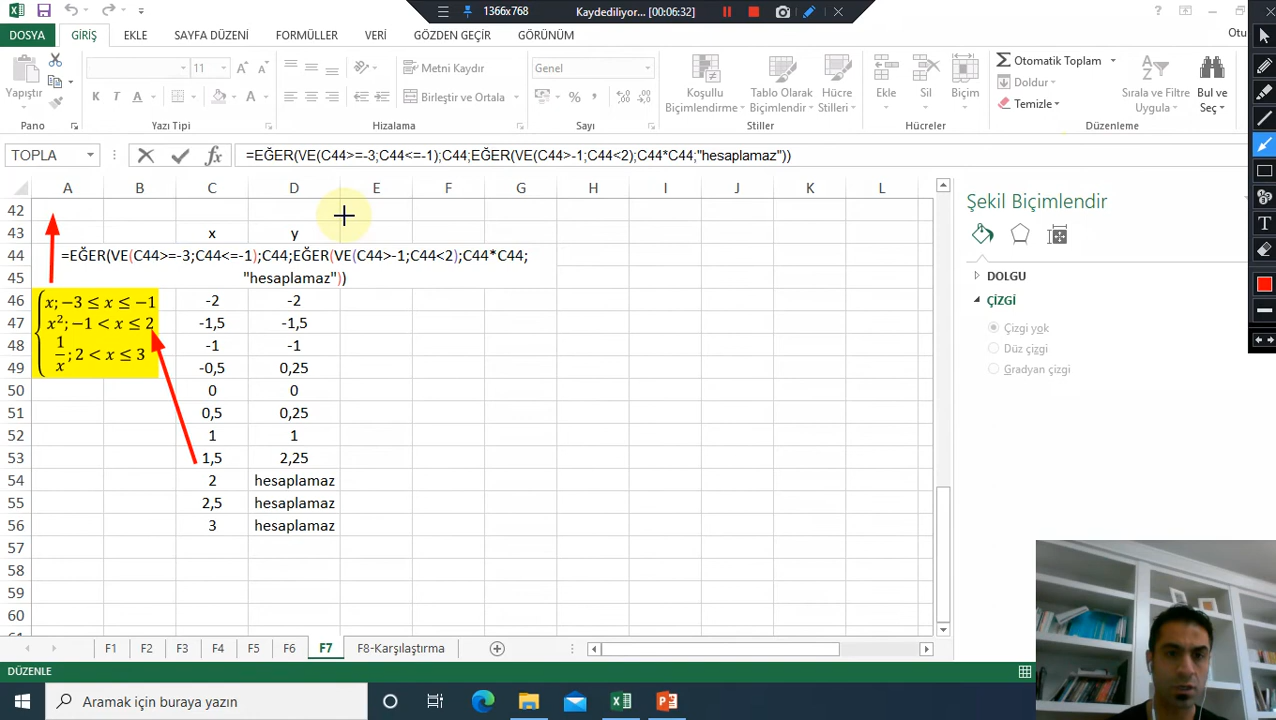 1366x768
Kaydediliyor... [00:06:32]
DOSYA GİRİŞ EKLE SAYFA DÜZENİ FORMÜLLER VERİ GÖZDEN GEÇİR GÖRÜNÜM Otu
11 Metni Kaydır Genel Otomatik Toplam
Doldur
Yapıştır K T A Birleştir ve Ortala % Koşullu Biçimlendirme Tablo Olarak Biçimlendir Hücre Stilleri Ekle Sil Biçim Temizle Sırala ve Filtre Uygula Bul ve Seç
Pano Yazı Tipi Hizalama Sayı Stiller Hücreler Düzenleme
TOPLA =EĞER(VE(C44>=-3;C44<=-1);C44;EĞER(VE(C44>-1;C44<2);C44*C44;"hesaplamaz"))
A B C D E F G H I J K L
42
43 x y
44 =EĞER(VE(C44>=-3;C44<=-1);C44;EĞER(VE(C44>-1;C44<2);C44*C44;
45 "hesaplamaz"))
46 x; −3 ≤ x ≤ −1 -2 -2
47 x²; −1 < x ≤ 2 -1,5 -1,5
48 1/x; 2 < x ≤ 3 -1 -1
49 -0,5 0,25
50 0 0
51 0,5 0,25
52 1 1
53 1,5 2,25
54 2 hesaplamaz
55 2,5 hesaplamaz
56 3 hesaplamaz
57
58
59
60
61
Şekil Biçimlendir
DOLGU
ÇİZGİ
Çizgi yok
Düz çizgi
Gradyan çizgi
F1 F2 F3 F4 F5 F6 F7 F8-Karşılaştırma
DÜZENLE
Aramak için buraya yazın